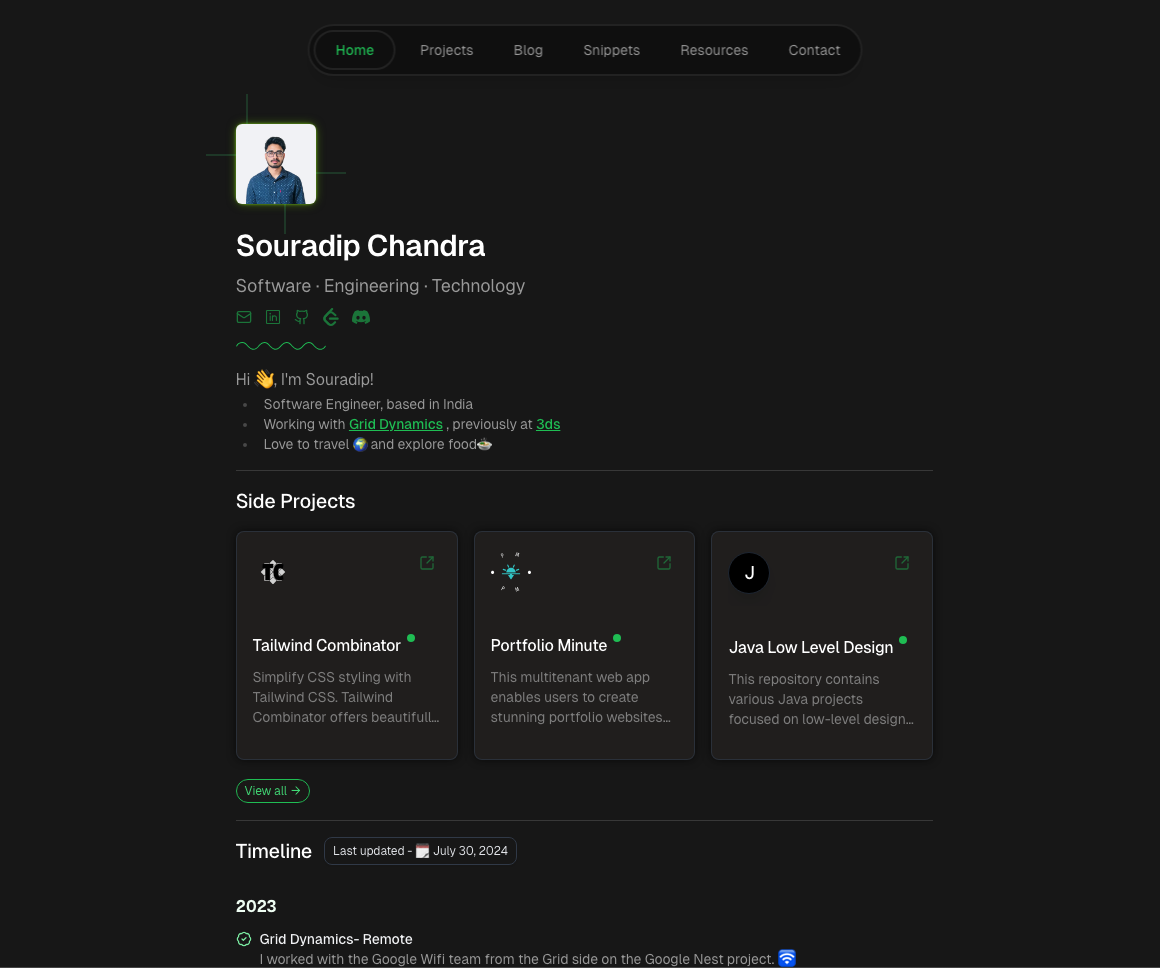 Home Projects Blog Snippets Resources Contact
Souradip Chandra
Software · Engineering · Technology
Hi 👋, I'm Souradip!
• Software Engineer, based in India
• Working with Grid Dynamics , previously at 3ds
• Love to travel 🌍 and explore food🍲
Side Projects
TC
Tailwind Combinator
Simplify CSS styling with
Tailwind CSS. Tailwind
Combinator offers beautifull…
Portfolio Minute
This multitenant web app
enables users to create
stunning portfolio websites…
J
Java Low Level Design
This repository contains
various Java projects
focused on low-level design…
View all →
Timeline
Last updated - 🗓️ July 30, 2024
2023
Grid Dynamics- Remote
I worked with the Google Wifi team from the Grid side on the Google Nest project. 🛜